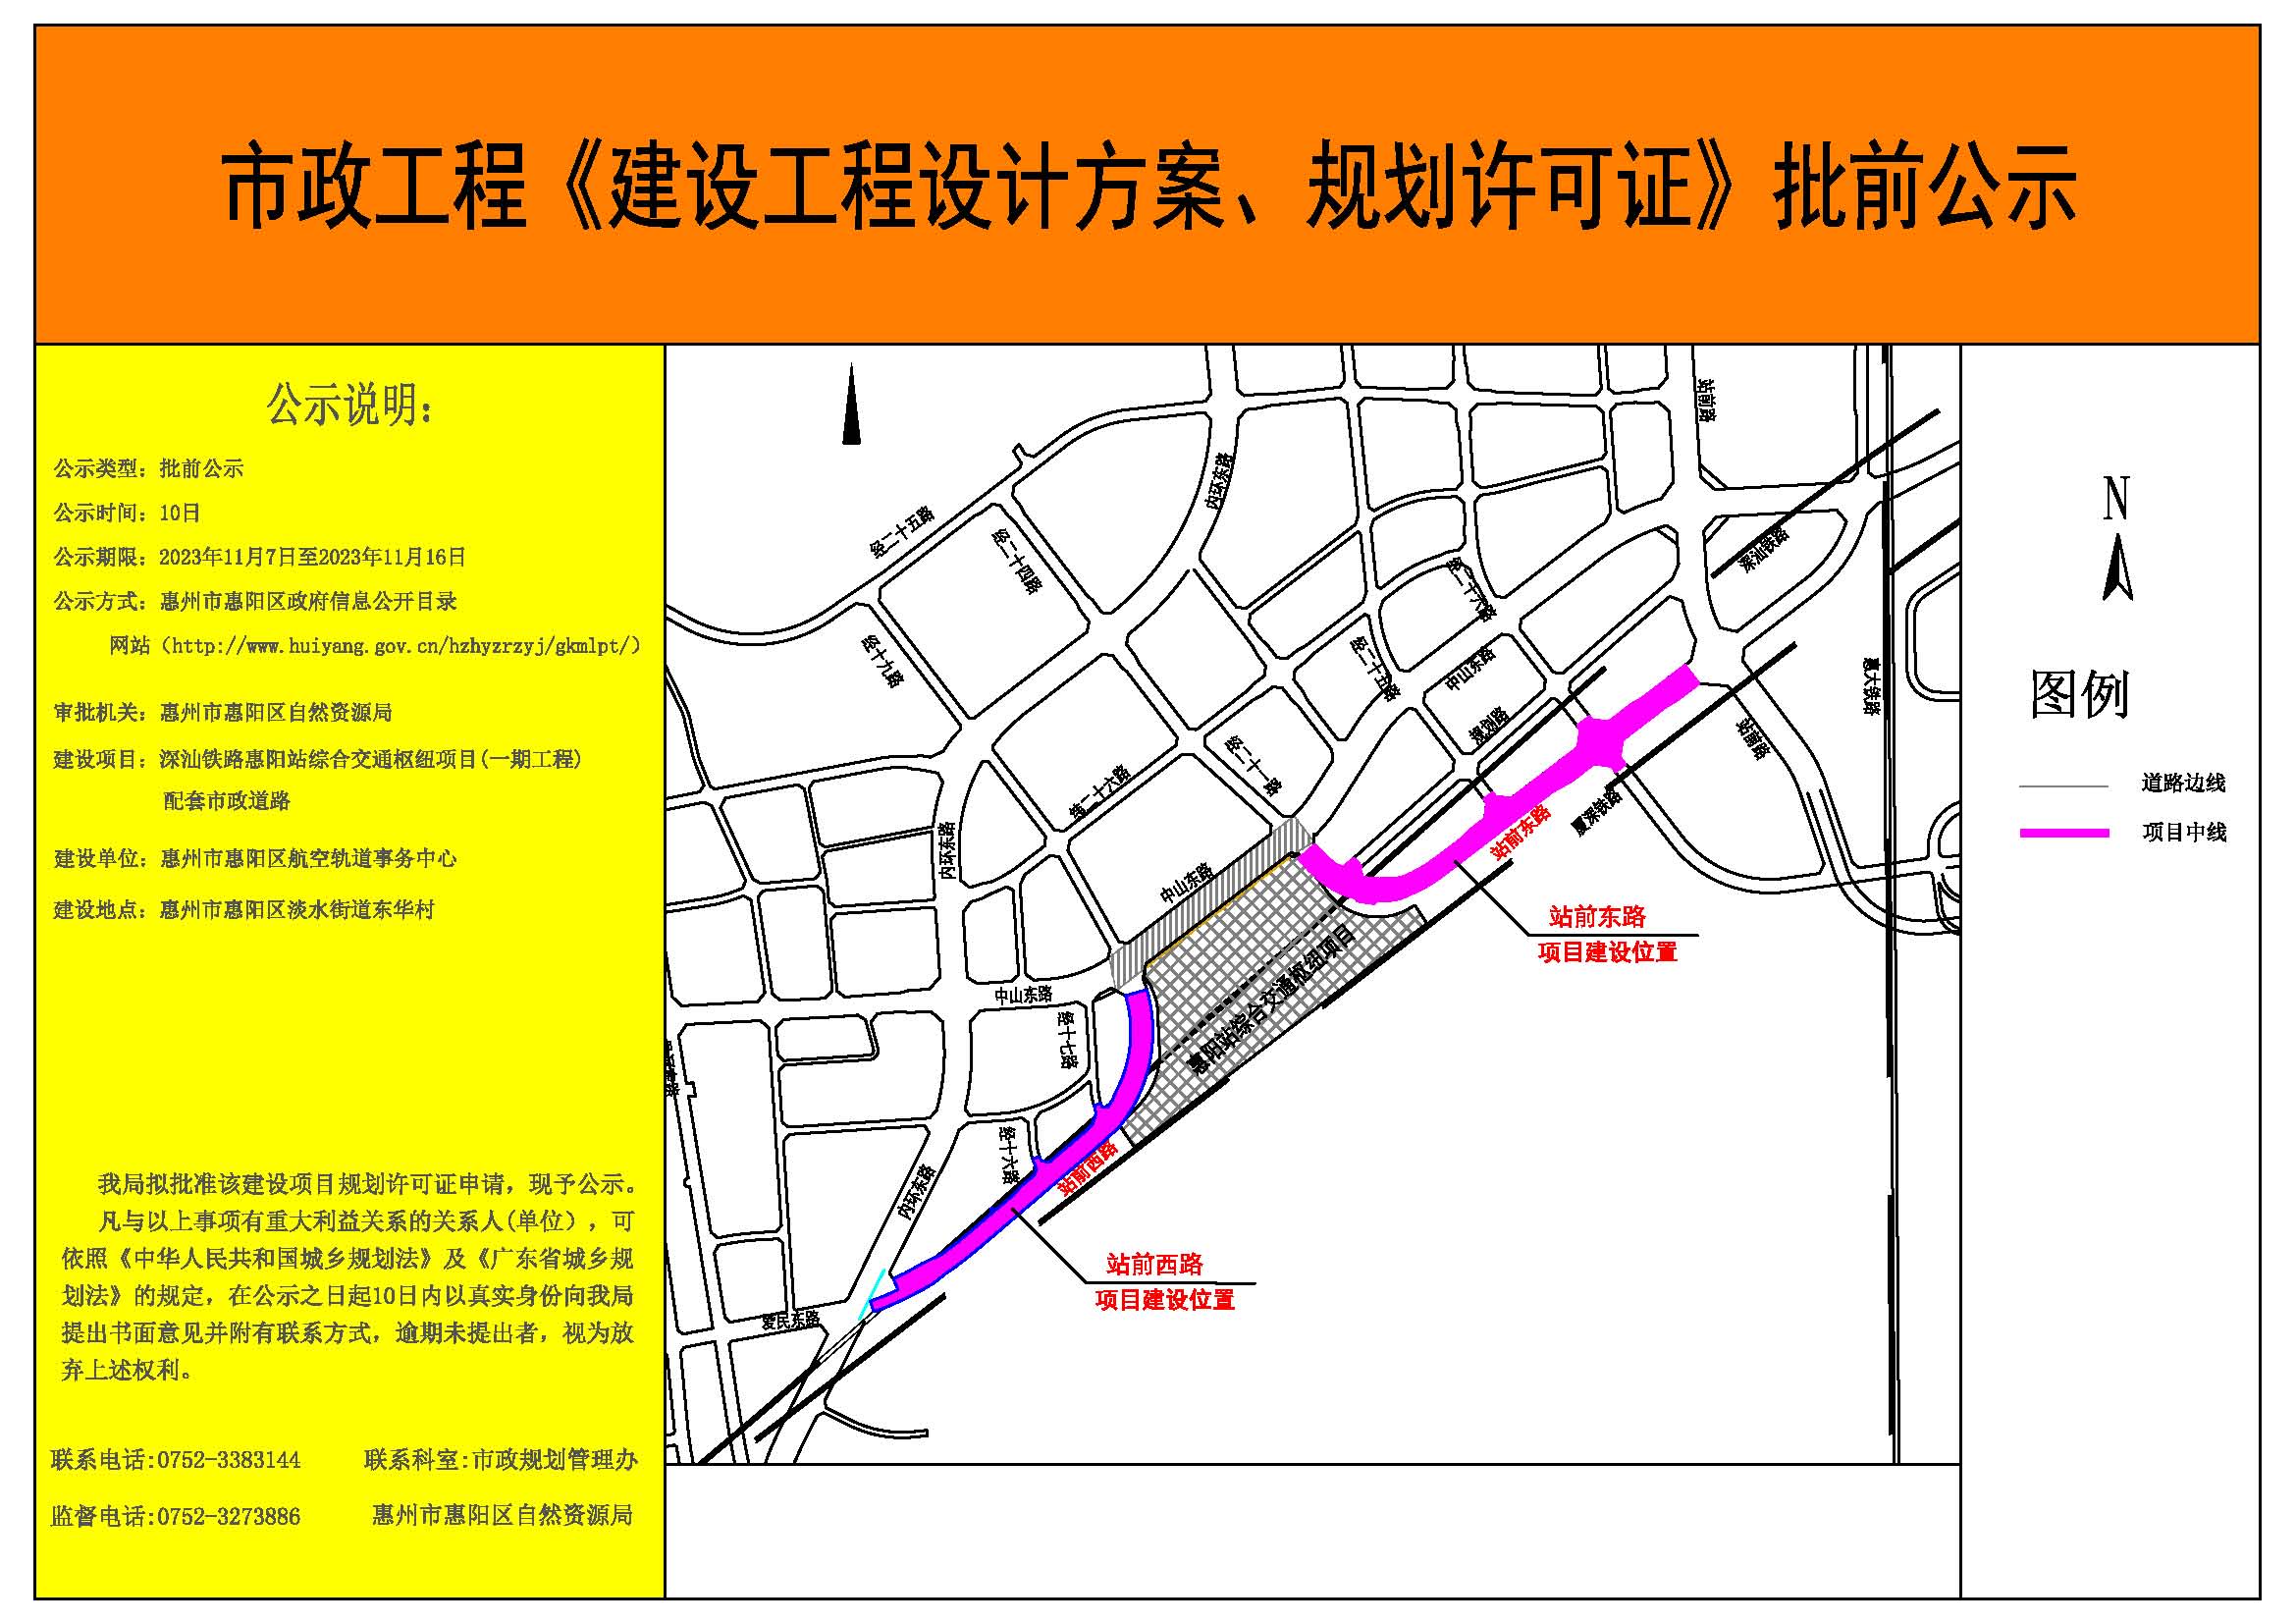 市政工程《建设工程设计方案、规划许可证》批前公示
公示说明：
公示类型：批前公示
公示时间：10日
公示期限：2023年11月7日至2023年11月16日
公示方式：惠州市惠阳区政府信息公开目录
网站（http://www.huiyang.gov.cn/hzhyzrzyj/gkmlpt/）
审批机关：惠州市惠阳区自然资源局
建设项目：深汕铁路惠阳站综合交通枢纽项目(一期工程)
配套市政道路
建设单位：惠州市惠阳区航空轨道事务中心
建设地点：惠州市惠阳区淡水街道东华村
我局拟批准该建设项目规划许可证申请，现予公示。
凡与以上事项有重大利益关系的关系人(单位），可
依照《中华人民共和国城乡规划法》及《广东省城乡规
划法》的规定，在公示之日起10日内以真实身份向我局
提出书面意见并附有联系方式，逾期未提出者，视为放
弃上述权利。
联系电话:0752-3383144 联系科室:市政规划管理办
监督电话:0752-3273886 惠州市惠阳区自然资源局
站前路
内环东路
经二十五路
经二十四路
深汕铁路
经二十六路
经十九路
经二十五路
中山东路
惠大铁路
规划路
站前路
经二十一路
纬二十六路
厦深铁路
站前东路
内环东路
中山东路
站前东路
项目建设位置
惠阳站综合交通枢纽项目
中山东路
经十七路
经十六路
站前西路
内环东路
站前西路
项目建设位置
爱民东路
N
图例
道路边线
项目中线